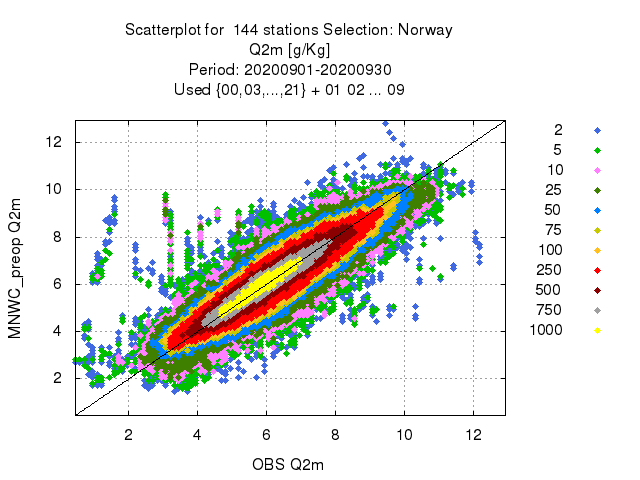 Scatterplot for 144 stations Selection: Norway
Q2m [g/Kg]
Period: 20200901-20200930
Used {00,03,...,21} + 01 02 ... 09
MNWC_preop Q2m
12
10
8
6
4
2
2 4 6 8 10 12
OBS Q2m
2
5
10
25
50
75
100
250
500
750
1000